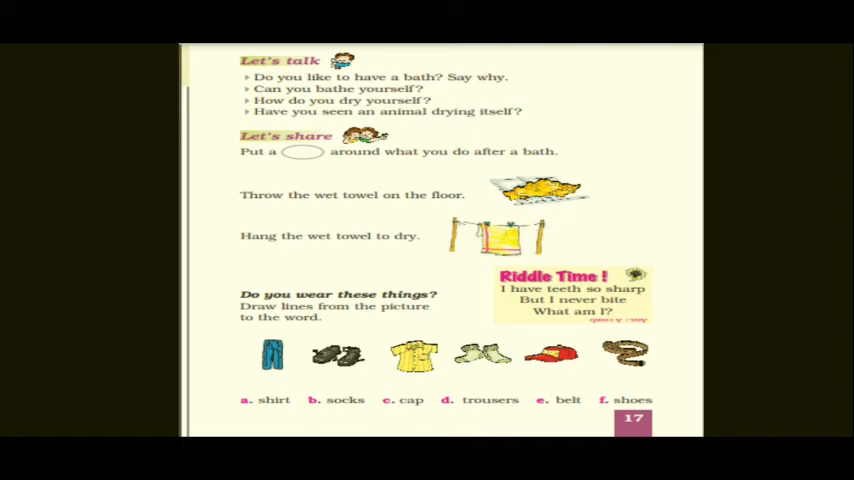 Let's talk
Do you like to have a bath? Say why.
Can you bathe yourself?
How do you dry yourself?
Have you seen an animal drying itself?
Let's share
Put a around what you do after a bath.
Throw the wet towel on the floor.
Hang the wet towel to dry.
Riddle Time !
I have teeth so sharp
But I never bite
What am I?
Ans.: A comb
Do you wear these things?
Draw lines from the picture
to the word.
a. shirt b. socks c. cap d. trousers e. belt f. shoes
17